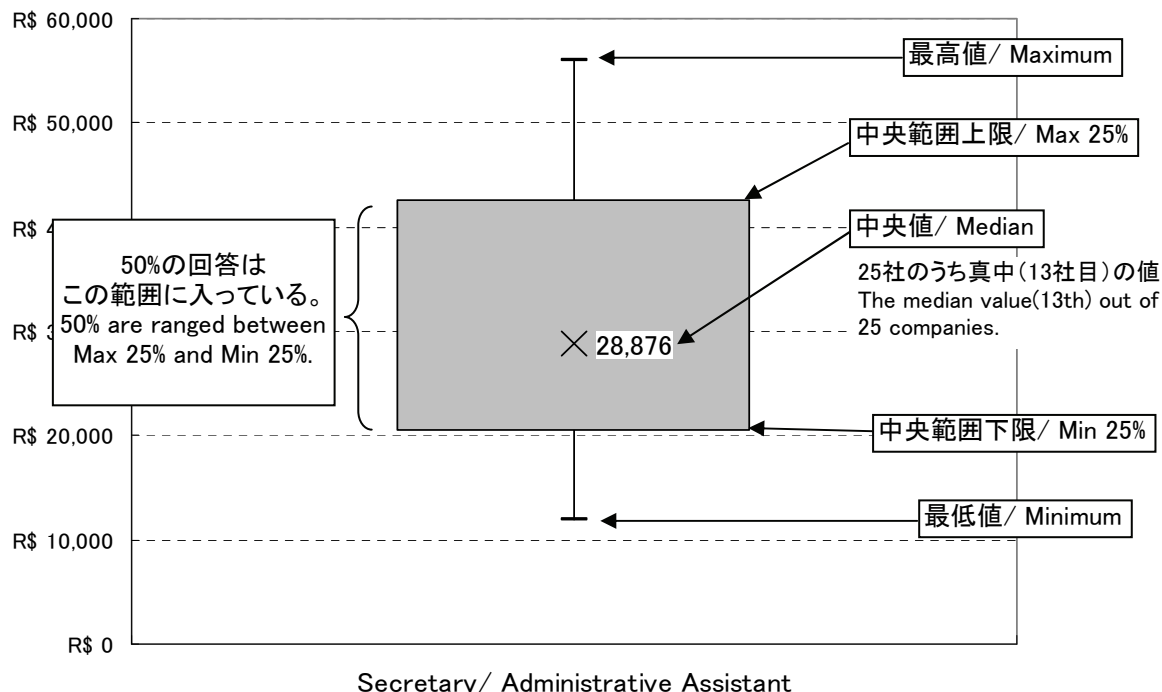 R$ 60,000
最高値/ Maximum
R$ 50,000
中央範囲上限/ Max 25%
R$ 4
中央値/ Median
25社のうち真中(13社目)の値
The median value(13th) out of
25 companies.
50%の回答は
この範囲に入っている。
50% are ranged between
Max 25% and Min 25%.
R$ 3
28,876
R$ 20,000
中央範囲下限/ Min 25%
最低値/ Minimum
R$ 10,000
R$ 0
Secretary/ Administrative Assistant